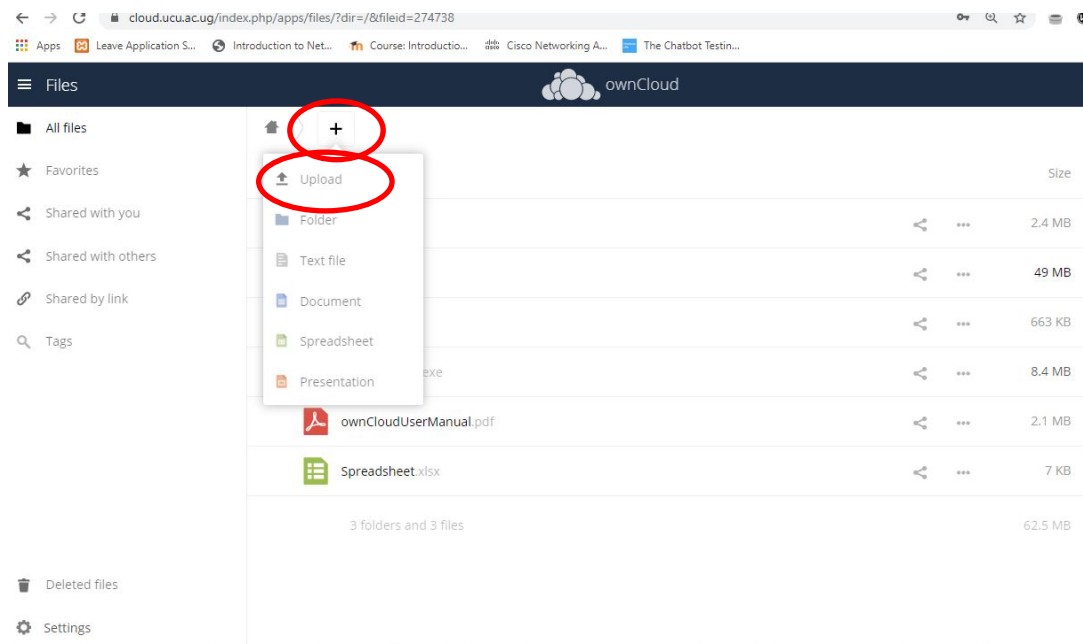 cloud.ucu.ac.ug/index.php/apps/files/?dir=/&fileid=274738
Apps Leave Application S... Introduction to Net... Course: Introductio... Cisco Networking A... The Chatbot Testin...
Files ownCloud
All files
+
Favorites
Upload
Size
Shared with you
Folder
2.4 MB
Shared with others
Text file
49 MB
Shared by link
Document
663 KB
Tags
Spreadsheet
exe 8.4 MB
Presentation
ownCloudUserManual.pdf 2.1 MB
Spreadsheet.xlsx 7 KB
3 folders and 3 files 62.5 MB
Deleted files
Settings